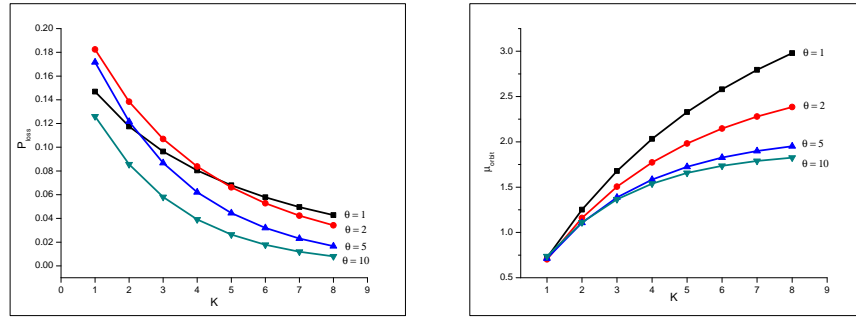 0.20
0.18
0.16
0.14
0.12
0.10
0.08
0.06
0.04
0.02
0.00
P_loss
0 1 2 3 4 5 6 7 8 9
K
θ = 1
θ = 2
θ = 5
θ = 10
3.0
2.5
2.0
1.5
1.0
0.5
μ_orbit
1 2 3 4 5 6 7 8 9
K
θ = 1
θ = 2
θ = 5
θ = 10